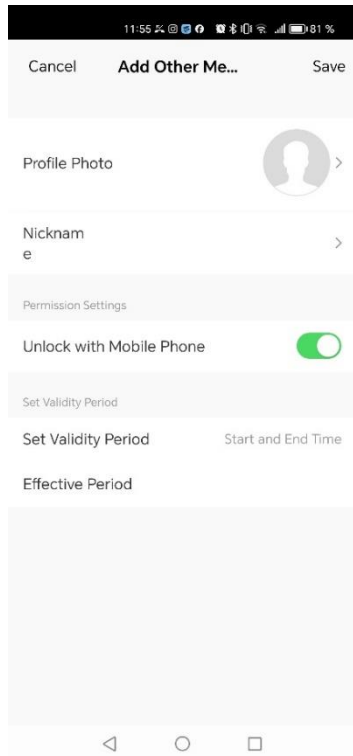 11:55 81 %
Cancel Add Other Me... Save
Profile Photo
Nicknam
e
Permission Settings
Unlock with Mobile Phone
Set Validity Period
Set Validity Period Start and End Time
Effective Period